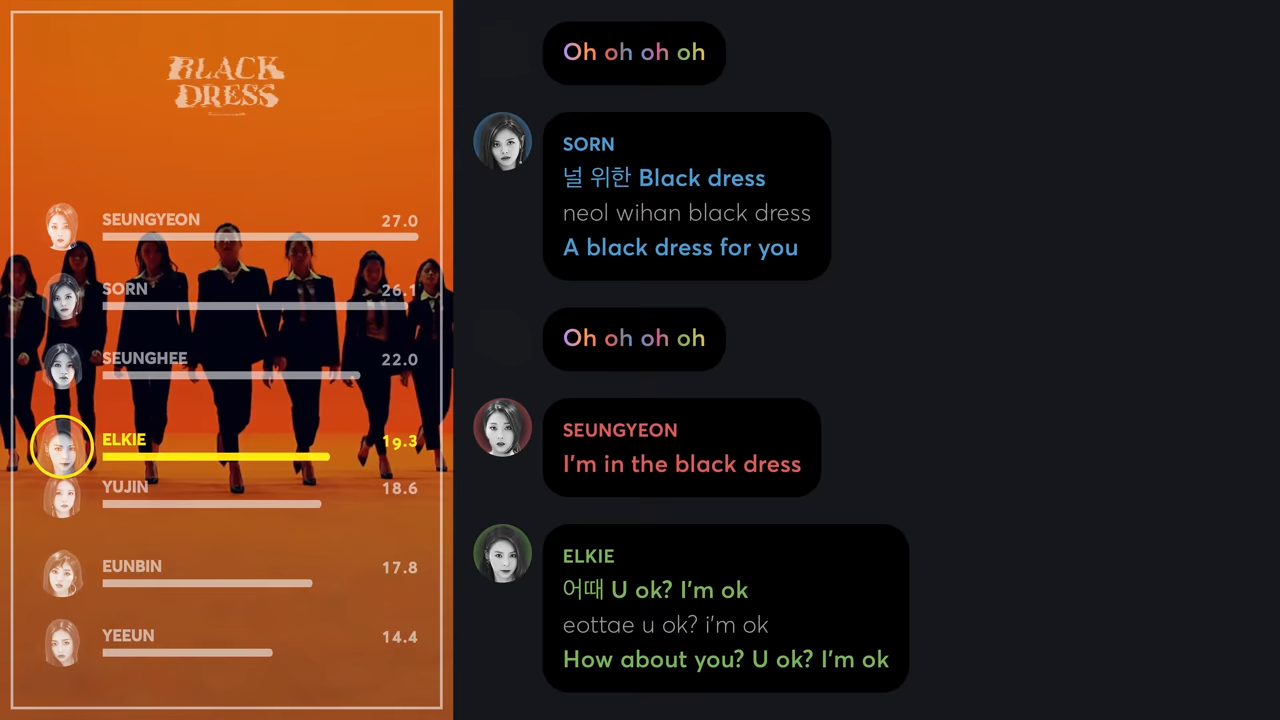 BLACK
DRESS
SEUNGYEON 27.0
SORN 26.1
SEUNGHEE 22.0
ELKIE 19.3
YUJIN 18.6
EUNBIN 17.8
YEEUN 14.4
Oh oh oh oh
SORN
널 위한 Black dress
neol wihan black dress
A black dress for you
Oh oh oh oh
SEUNGYEON
I'm in the black dress
ELKIE
어때 U ok? I'm ok
eottae u ok? i'm ok
How about you? U ok? I'm ok